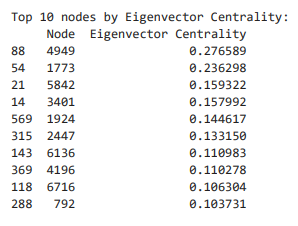 Top 10 nodes by Eigenvector Centrality:
Node Eigenvector Centrality
88 4949 0.276589
54 1773 0.236298
21 5842 0.159322
14 3401 0.157992
569 1924 0.144617
315 2447 0.133150
143 6136 0.110983
369 4196 0.110278
118 6716 0.106304
288 792 0.103731